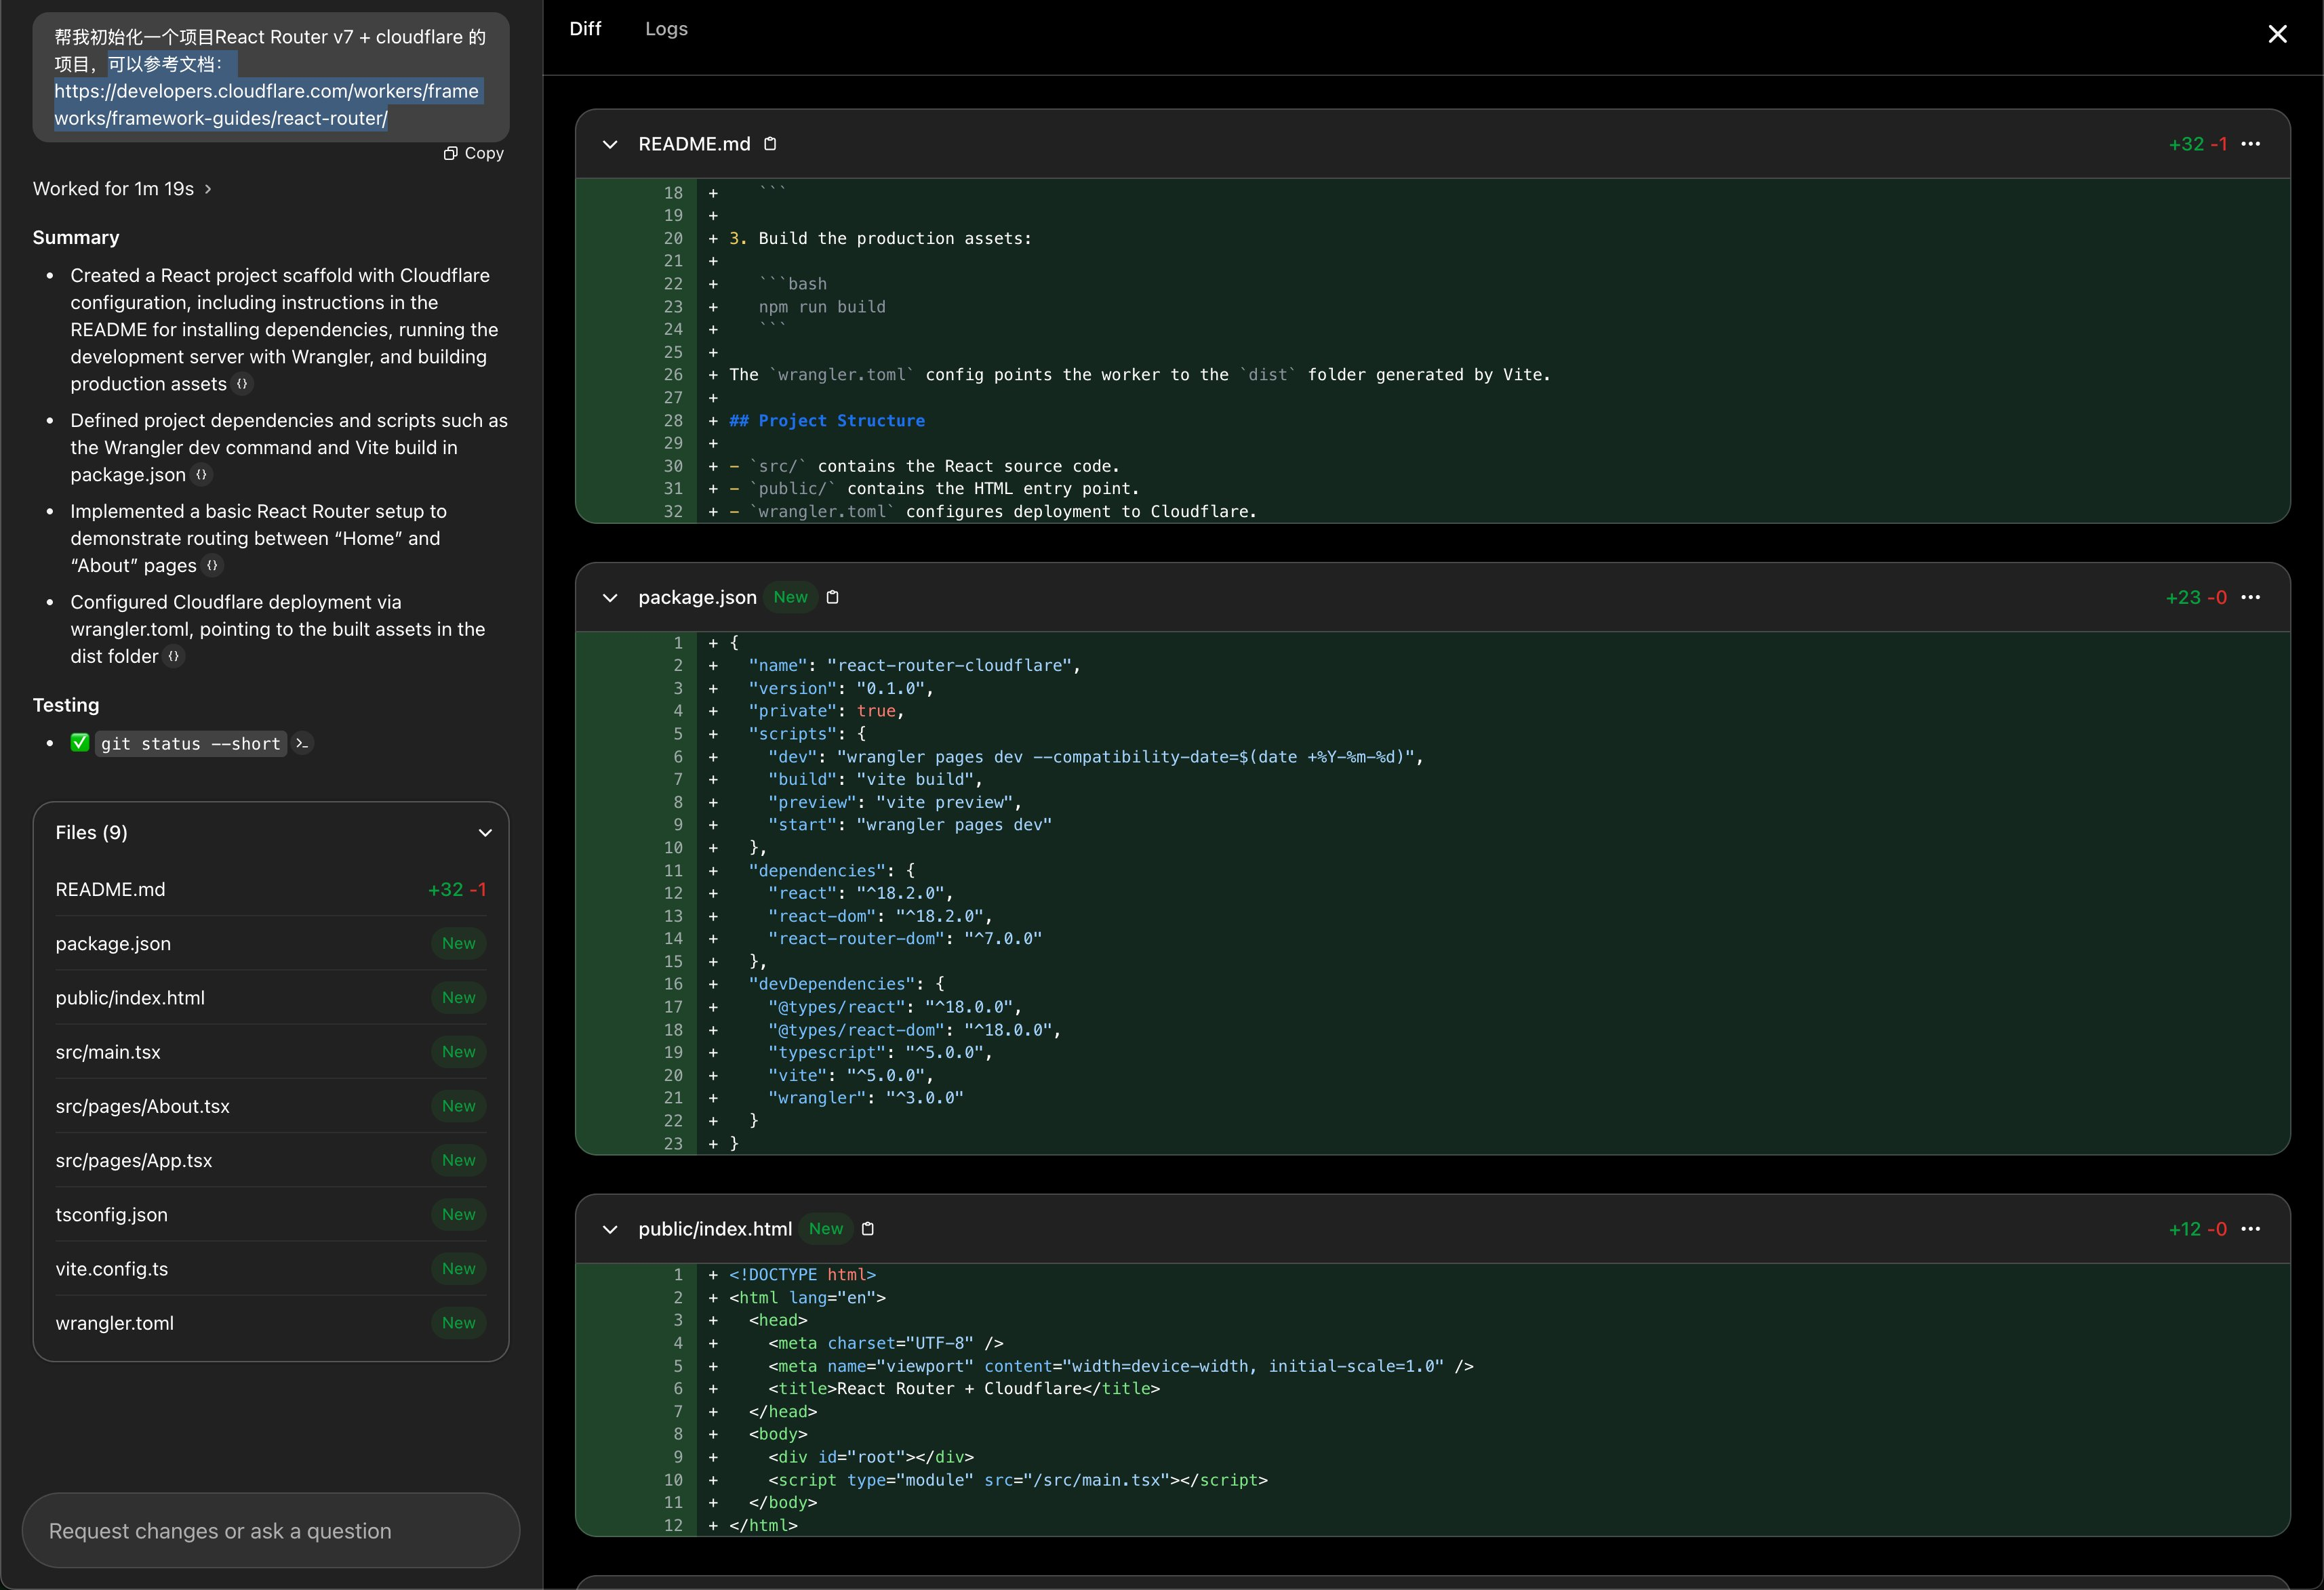 帮我初始化一个项目React Router v7 + cloudflare 的
项目，可以参考文档：
https://developers.cloudflare.com/workers/frame
works/framework-guides/react-router/
Copy
Worked for 1m 19s
Summary
• Created a React project scaffold with Cloudflare
configuration, including instructions in the
README for installing dependencies, running the
development server with Wrangler, and building
production assets {}
• Defined project dependencies and scripts such as
the Wrangler dev command and Vite build in
package.json {}
• Implemented a basic React Router setup to
demonstrate routing between “Home” and
“About” pages {}
• Configured Cloudflare deployment via
wrangler.toml, pointing to the built assets in the
dist folder {}
Testing
• ✅ git status --short >_
Files (9)
README.md +32 -1
package.json New
public/index.html New
src/main.tsx New
src/pages/About.tsx New
src/pages/App.tsx New
tsconfig.json New
vite.config.ts New
wrangler.toml New
Request changes or ask a question
Diff Logs
README.md +32 -1 •••
18 +    ```
19 +
20 + 3. Build the production assets:
21 +
22 +    ```bash
23 +    npm run build
24 +    ```
25 +
26 + The `wrangler.toml` config points the worker to the `dist` folder generated by Vite.
27 +
28 + ## Project Structure
29 +
30 + - `src/` contains the React source code.
31 + - `public/` contains the HTML entry point.
32 + - `wrangler.toml` configures deployment to Cloudflare.
package.json New +23 -0 •••
1 + {
2 +   "name": "react-router-cloudflare",
3 +   "version": "0.1.0",
4 +   "private": true,
5 +   "scripts": {
6 +     "dev": "wrangler pages dev --compatibility-date=$(date +%Y-%m-%d)",
7 +     "build": "vite build",
8 +     "preview": "vite preview",
9 +     "start": "wrangler pages dev"
10 +   },
11 +   "dependencies": {
12 +     "react": "^18.2.0",
13 +     "react-dom": "^18.2.0",
14 +     "react-router-dom": "^7.0.0"
15 +   },
16 +   "devDependencies": {
17 +     "@types/react": "^18.0.0",
18 +     "@types/react-dom": "^18.0.0",
19 +     "typescript": "^5.0.0",
20 +     "vite": "^5.0.0",
21 +     "wrangler": "^3.0.0"
22 +   }
23 + }
public/index.html New +12 -0 •••
1 + <!DOCTYPE html>
2 + <html lang="en">
3 +   <head>
4 +     <meta charset="UTF-8" />
5 +     <meta name="viewport" content="width=device-width, initial-scale=1.0" />
6 +     <title>React Router + Cloudflare</title>
7 +   </head>
8 +   <body>
9 +     <div id="root"></div>
10 +     <script type="module" src="/src/main.tsx"></script>
11 +   </body>
12 + </html>